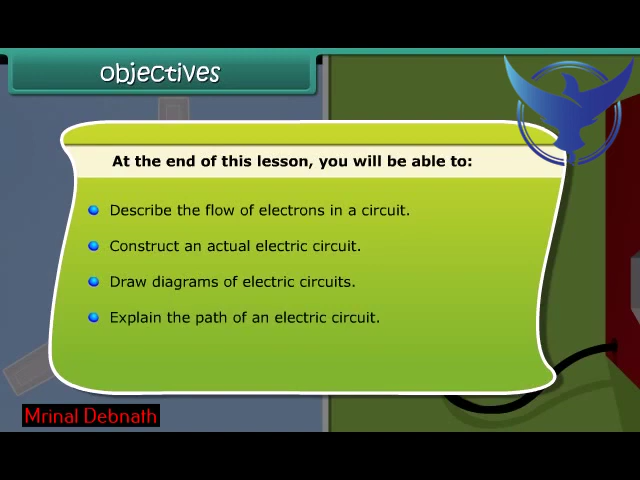 objectives
At the end of this lesson, you will be able to:
Describe the flow of electrons in a circuit.
Construct an actual electric circuit.
Draw diagrams of electric circuits.
Explain the path of an electric circuit.
Mrinal Debnath